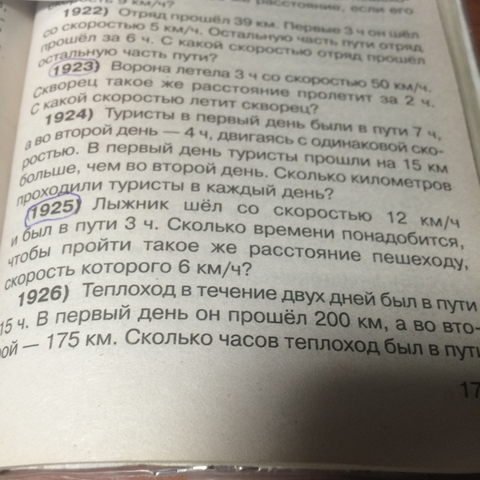 скорость 9 км/ч?
расстояние, если его
1922) Отряд прошёл 39 км. Первые 3 ч он шёл
со скоростью 5 км/ч. Остальную часть пути отряд
прошёл за 6 ч. С какой скоростью отряд прошёл
остальную часть пути?
1923) Ворона летела 3 ч со скоростью 50 км/ч.
Скворец такое же расстояние пролетит за 2 ч.
С какой скоростью летит скворец?
1924) Туристы в первый день были в пути 7 ч,
а во второй день — 4 ч, двигаясь с одинаковой ско-
ростью. В первый день туристы прошли на 15 км
больше, чем во второй день. Сколько километров
проходили туристы в каждый день?
1925) Лыжник шёл со скоростью 12 км/ч
и был в пути 3 ч. Сколько времени понадобится,
чтобы пройти такое же расстояние пешеходу,
скорость которого 6 км/ч?
1926) Теплоход в течение двух дней был в пути
15 ч. В первый день он прошёл 200 км, а во вто-
рой — 175 км. Сколько часов теплоход был в пути
17